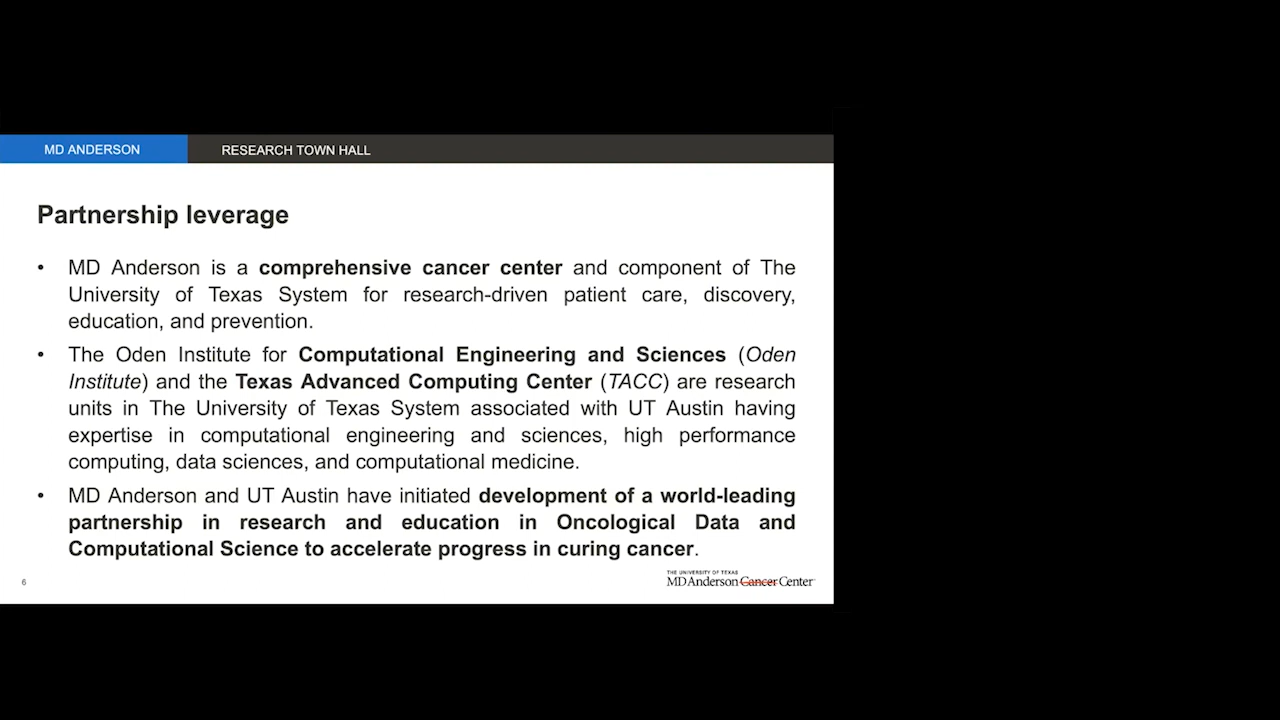 MD ANDERSON
RESEARCH TOWN HALL
Partnership leverage
• MD Anderson is a comprehensive cancer center and component of The
University of Texas System for research-driven patient care, discovery,
education, and prevention.
• The Oden Institute for Computational Engineering and Sciences (Oden
Institute) and the Texas Advanced Computing Center (TACC) are research
units in The University of Texas System associated with UT Austin having
expertise in computational engineering and sciences, high performance
computing, data sciences, and computational medicine.
• MD Anderson and UT Austin have initiated development of a world-leading
partnership in research and education in Oncological Data and
Computational Science to accelerate progress in curing cancer.
6
THE UNIVERSITY OF TEXAS
MD Anderson Cancer Center